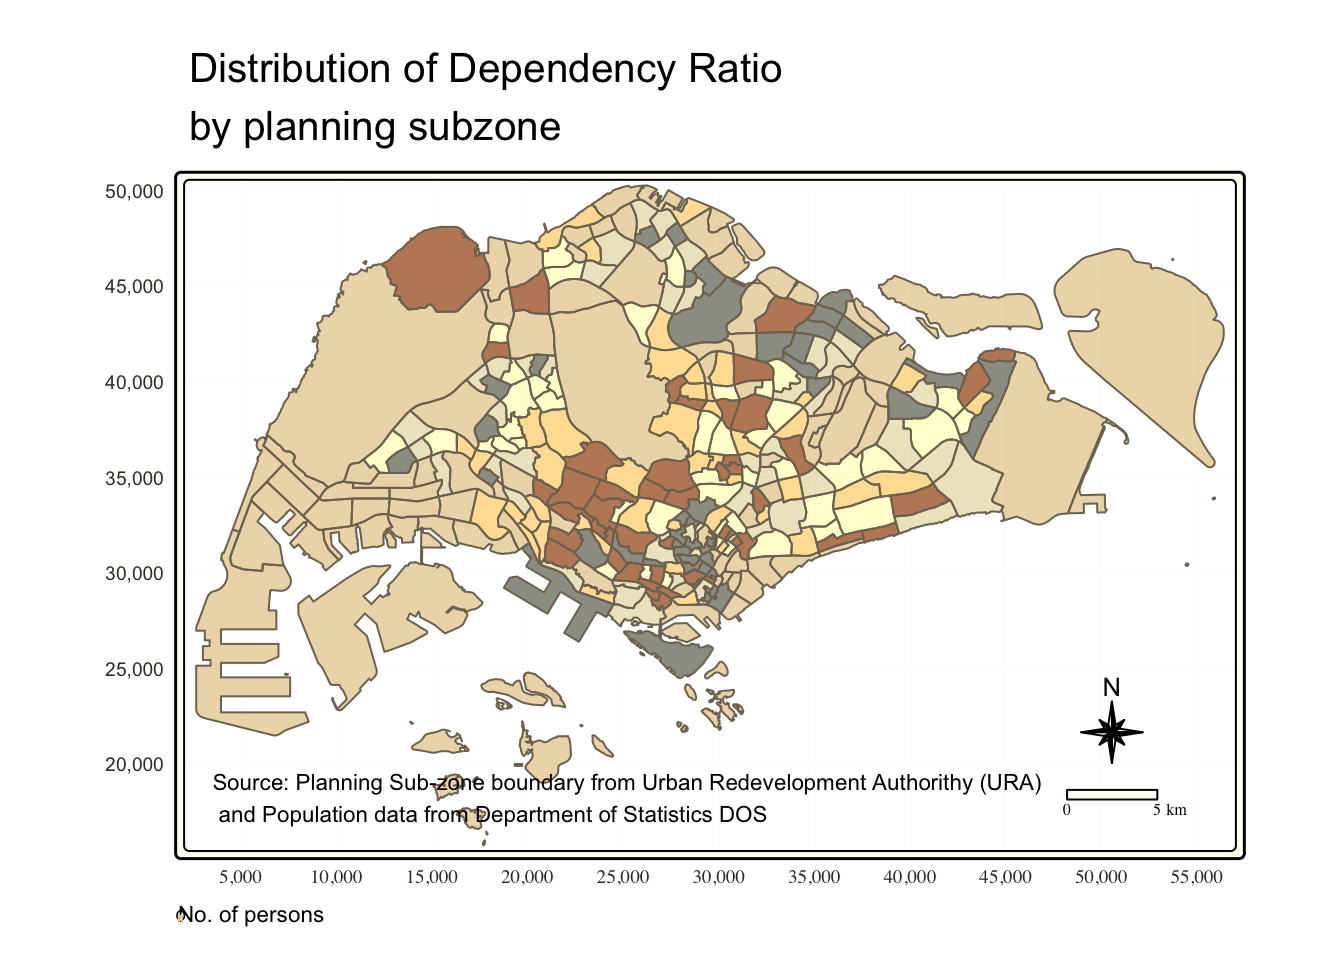 Distribution of Dependency Ratio
by planning subzone
50,000
45,000
40,000
35,000
30,000
25,000
20,000
N
Source: Planning Sub-zone boundary from Urban Redevelopment Authorithy (URA)
and Population data from Department of Statistics DOS
0 5 km
5,000 10,000 15,000 20,000 25,000 30,000 35,000 40,000 45,000 50,000 55,000
No. of persons